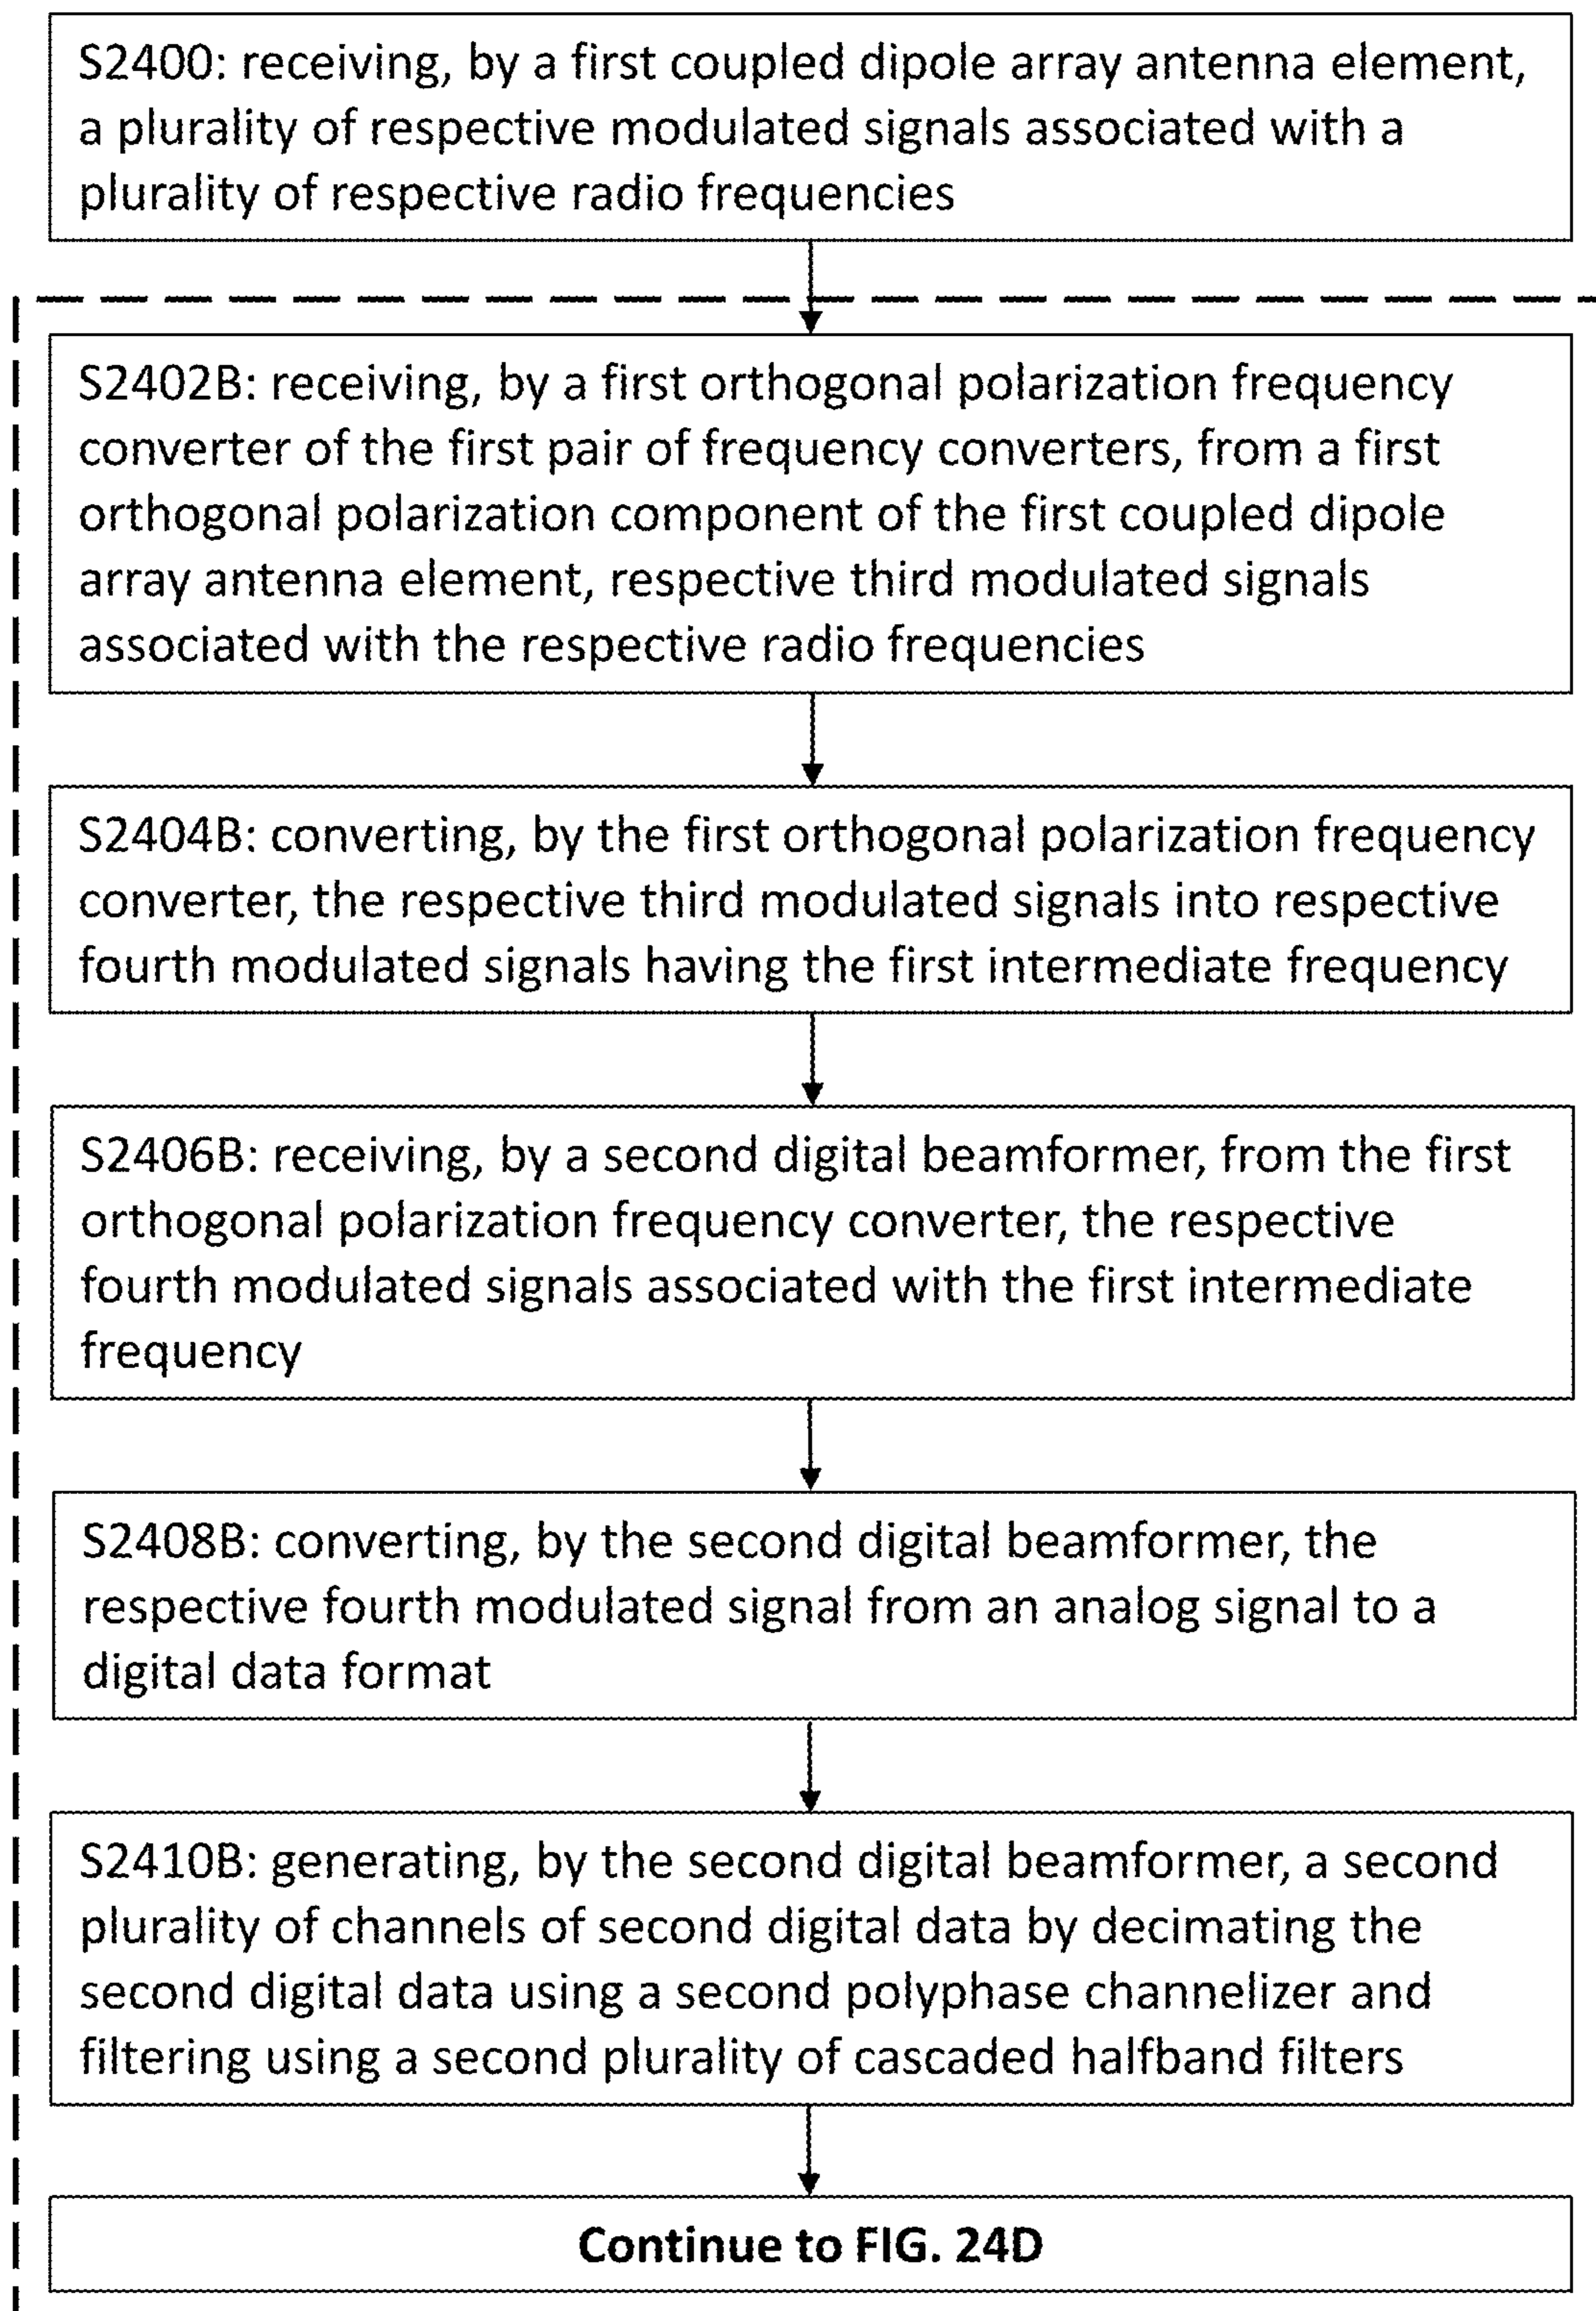 S2400: receiving, by a first coupled dipole array antenna element,
a plurality of respective modulated signals associated with a
plurality of respective radio frequencies
S2402B: receiving, by a first orthogonal polarization frequency
converter of the first pair of frequency converters, from a first
orthogonal polarization component of the first coupled dipole
array antenna element, respective third modulated signals
associated with the respective radio frequencies
S2404B: converting, by the first orthogonal polarization frequency
converter, the respective third modulated signals into respective
fourth modulated signals having the first intermediate frequency
S2406B: receiving, by a second digital beamformer, from the first
orthogonal polarization frequency converter, the respective
fourth modulated signals associated with the first intermediate
frequency
S2408B: converting, by the second digital beamformer, the
respective fourth modulated signal from an analog signal to a
digital data format
S2410B: generating, by the second digital beamformer, a second
plurality of channels of second digital data by decimating the
second digital data using a second polyphase channelizer and
filtering using a second plurality of cascaded halfband filters
Continue to FIG. 24D